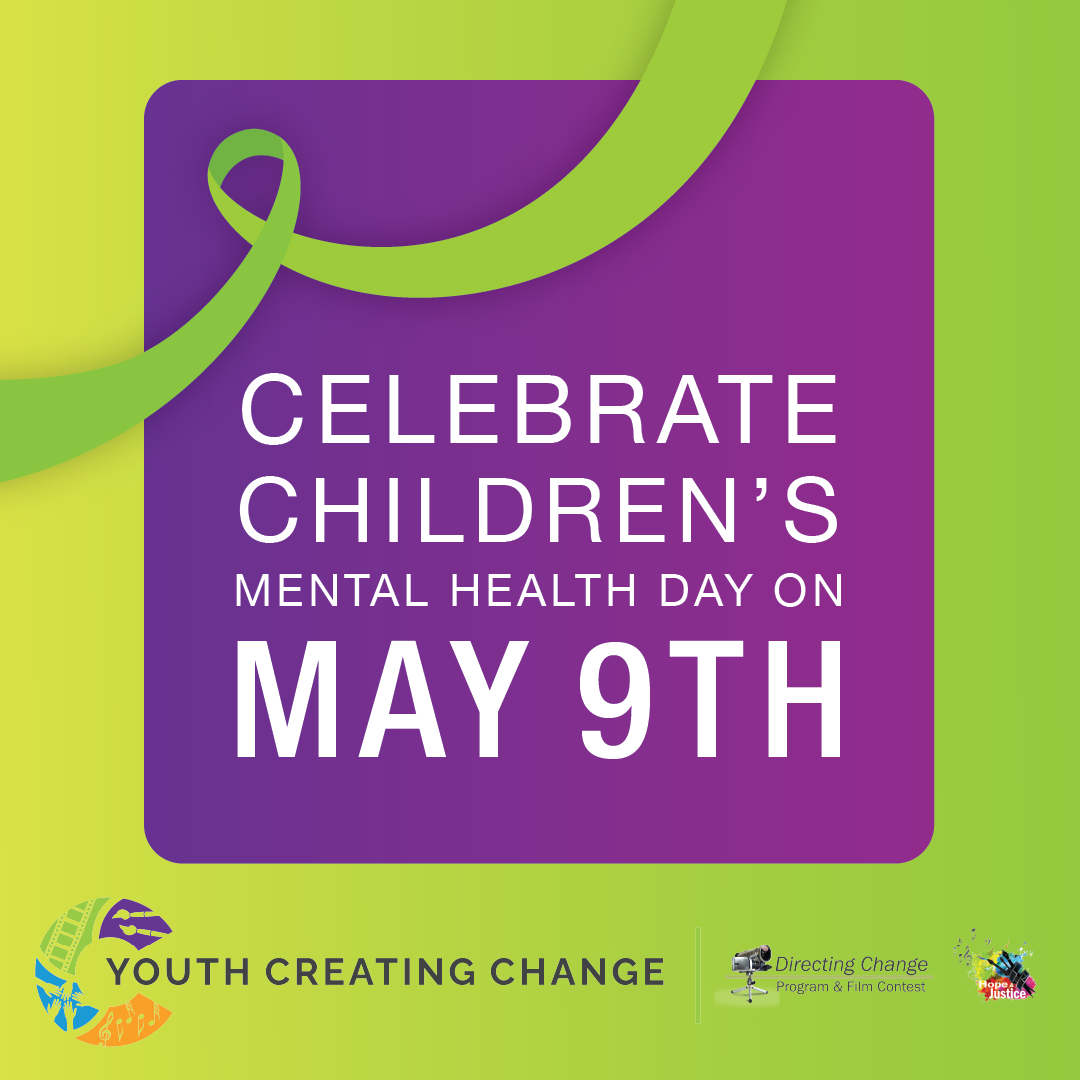 CELEBRATE
CHILDREN’S
MENTAL HEALTH DAY ON
MAY 9TH
YOUTH CREATING CHANGE
Directing Change
Program & Film Contest
Hope &
Justice